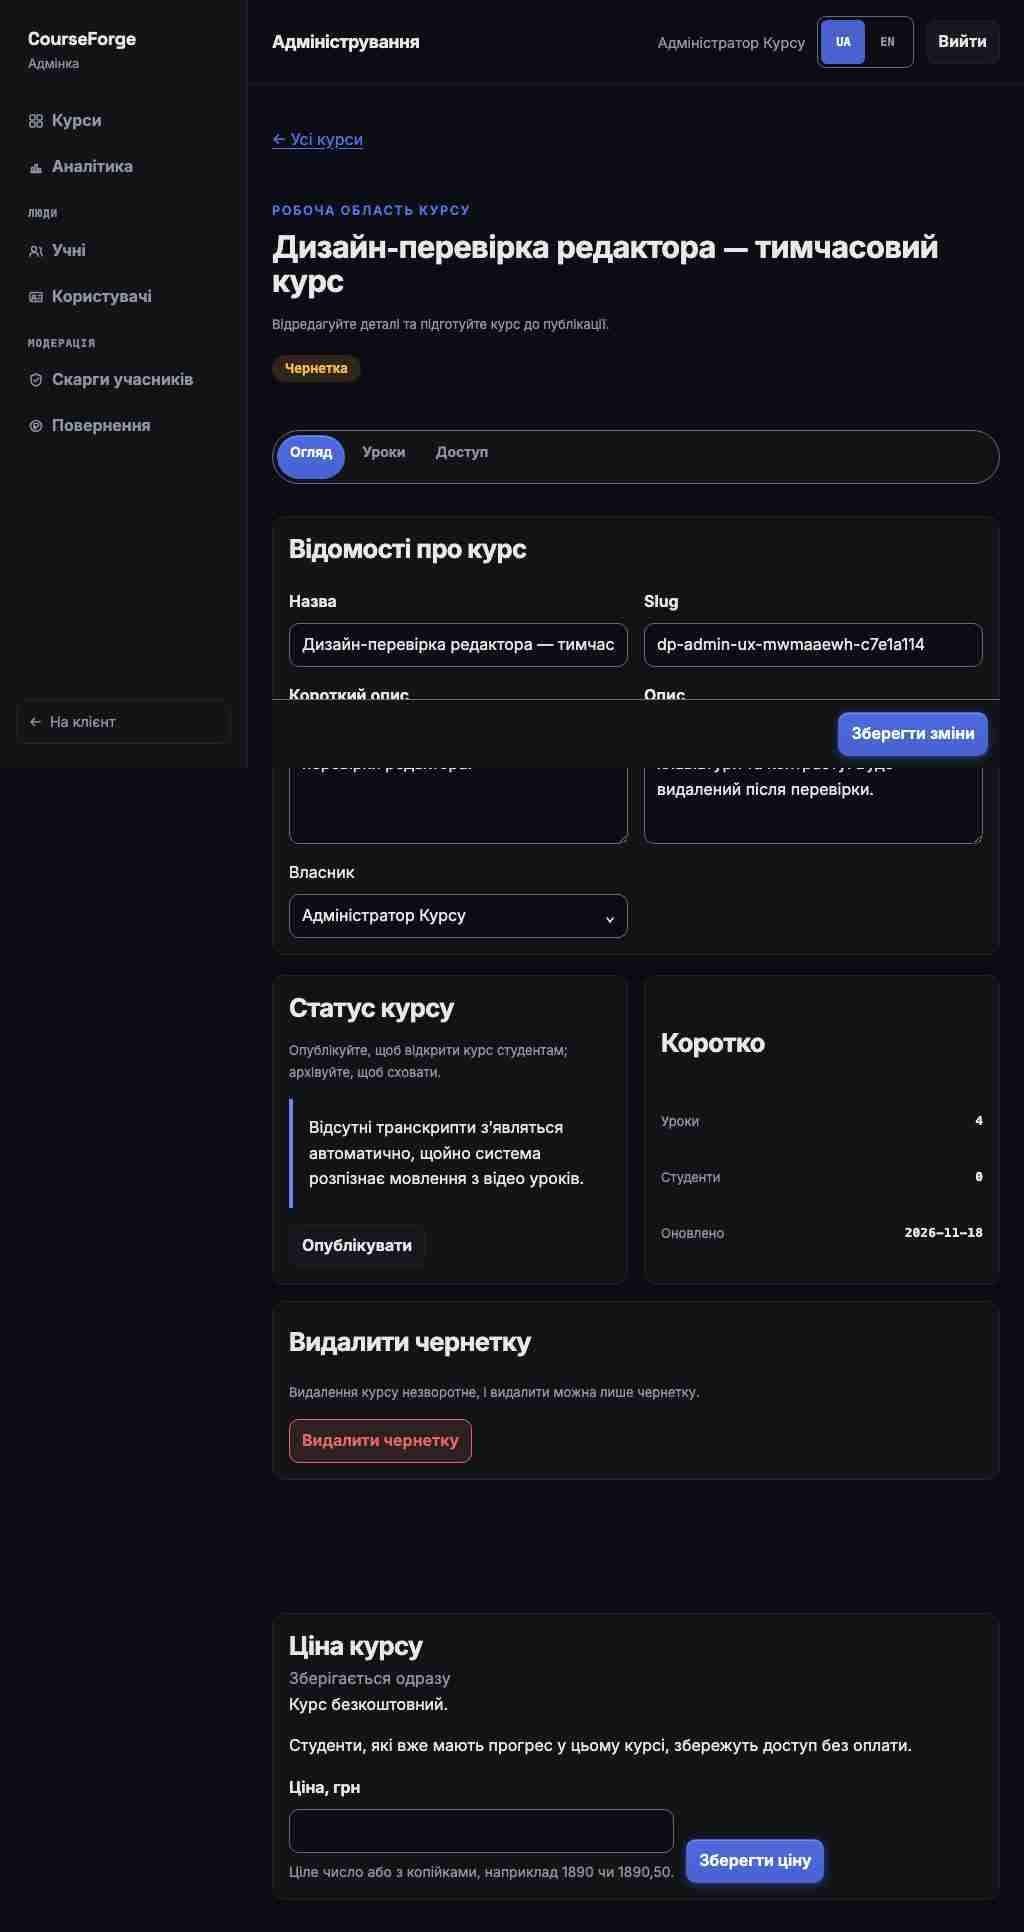 CourseForge
Адмінка
Курси
Аналітика
ЛЮДИ
Учні
Користувачі
МОДЕРАЦІЯ
Скарги учасників
Повернення
← На клієнт
Адміністрування
Адміністратор Курсу
UA
EN
Вийти
← Усі курси
РОБОЧА ОБЛАСТЬ КУРСУ
Дизайн-перевірка редактора — тимчасовий
курс
Відредагуйте деталі та підготуйте курс до публікації.
Чернетка
Огляд
Уроки
Доступ
Відомості про курс
Назва
Slug
Дизайн-перевірка редактора — тимчас
dp-admin-ux-mwmaaewh-c7e1a114
Короткий опис
Опис
Зберегти зміни
видалений після перевірки.
Власник
Адміністратор Курсу
Статус курсу
Опублікуйте, щоб відкрити курс студентам;
архівуйте, щоб сховати.
Відсутні транскрипти з’являться
автоматично, щойно система
розпізнає мовлення з відео уроків.
Опублікувати
Коротко
Уроки
4
Студенти
0
Оновлено
2026-11-18
Видалити чернетку
Видалення курсу незворотне, і видалити можна лише чернетку.
Видалити чернетку
Ціна курсу
Зберігається одразу
Курс безкоштовний.
Студенти, які вже мають прогрес у цьому курсі, збережуть доступ без оплати.
Ціна, грн
Ціле число або з копійками, наприклад 1890 чи 1890,50.
Зберегти ціну